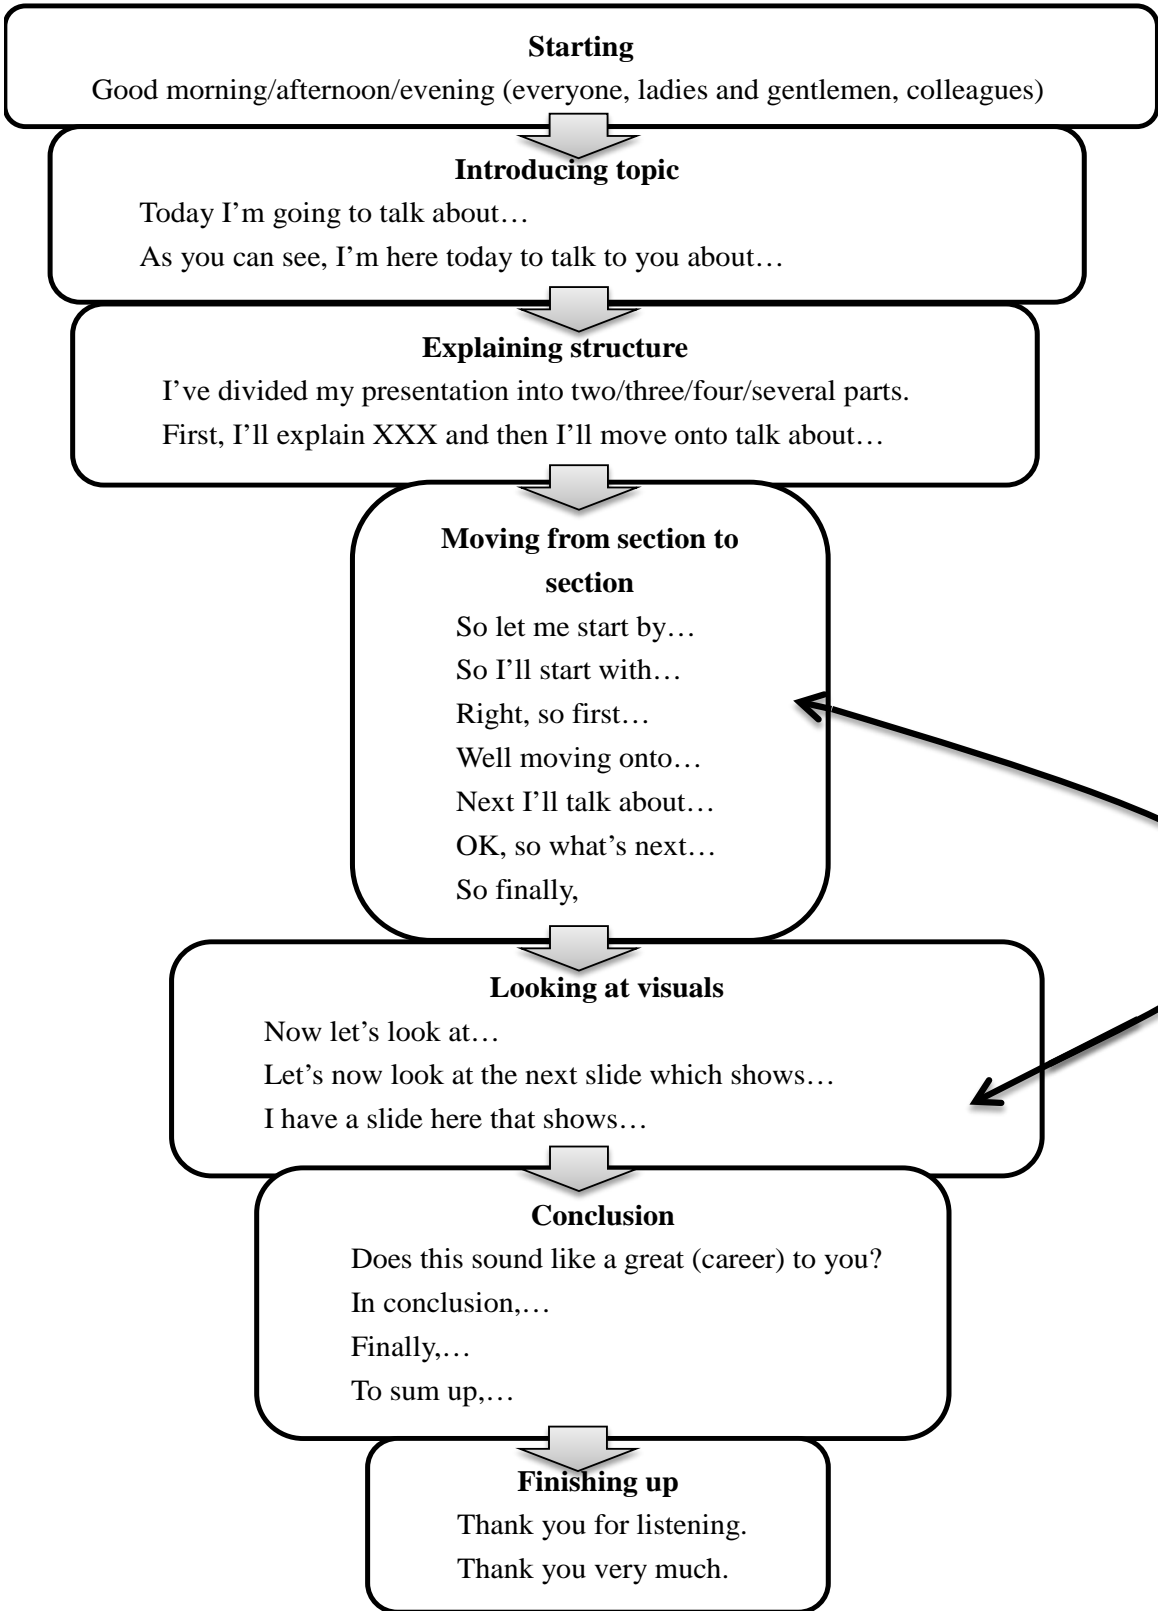 Starting
Good morning/afternoon/evening (everyone, ladies and gentlemen, colleagues)
Introducing topic
Today I’m going to talk about…
As you can see, I’m here today to talk to you about…
Explaining structure
I’ve divided my presentation into two/three/four/several parts.
First, I’ll explain XXX and then I’ll move onto talk about…
Moving from section to
section
So let me start by…
So I’ll start with…
Right, so first…
Well moving onto…
Next I’ll talk about…
OK, so what’s next…
So finally,
Looking at visuals
Now let’s look at…
Let’s now look at the next slide which shows…
I have a slide here that shows…
Conclusion
Does this sound like a great (career) to you?
In conclusion,…
Finally,…
To sum up,…
Finishing up
Thank you for listening.
Thank you very much.